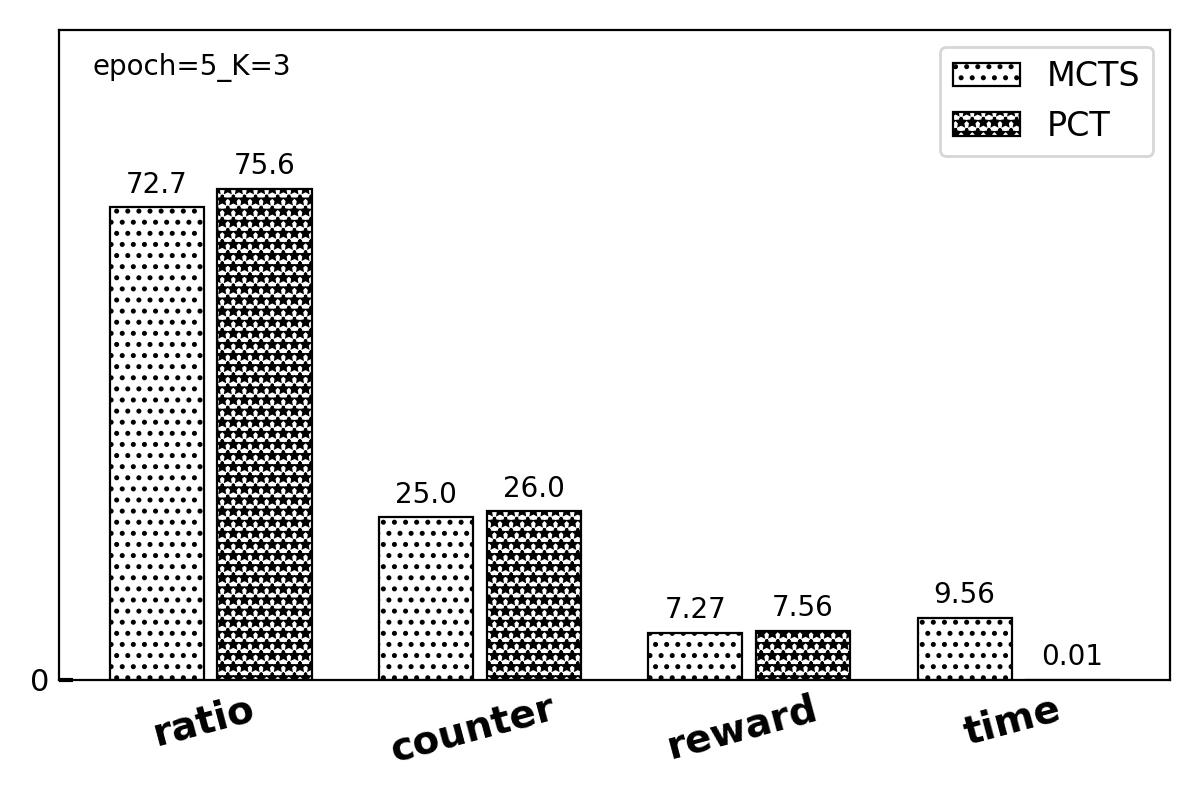 epoch=5_K=3
MCTS
PCT
72.7
75.6
25.0
26.0
7.27
7.56
9.56
0.01
0
ratio
counter
reward
time